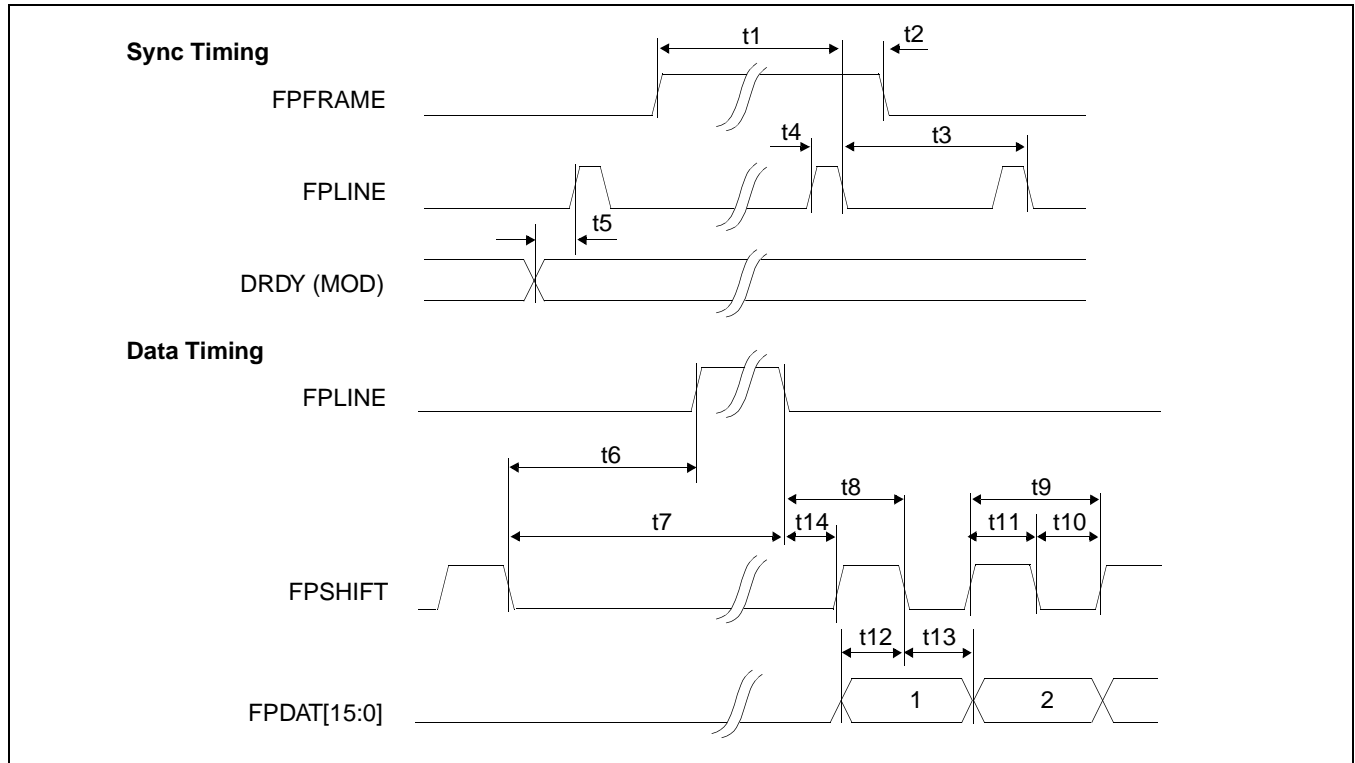 Sync Timing
t1
t2
FPFRAME
t4
t3
FPLINE
t5
DRDY (MOD)
Data Timing
FPLINE
t6
t8
t9
t7
t14
t11
t10
FPSHIFT
t12
t13
FPDAT[15:0]
1
2